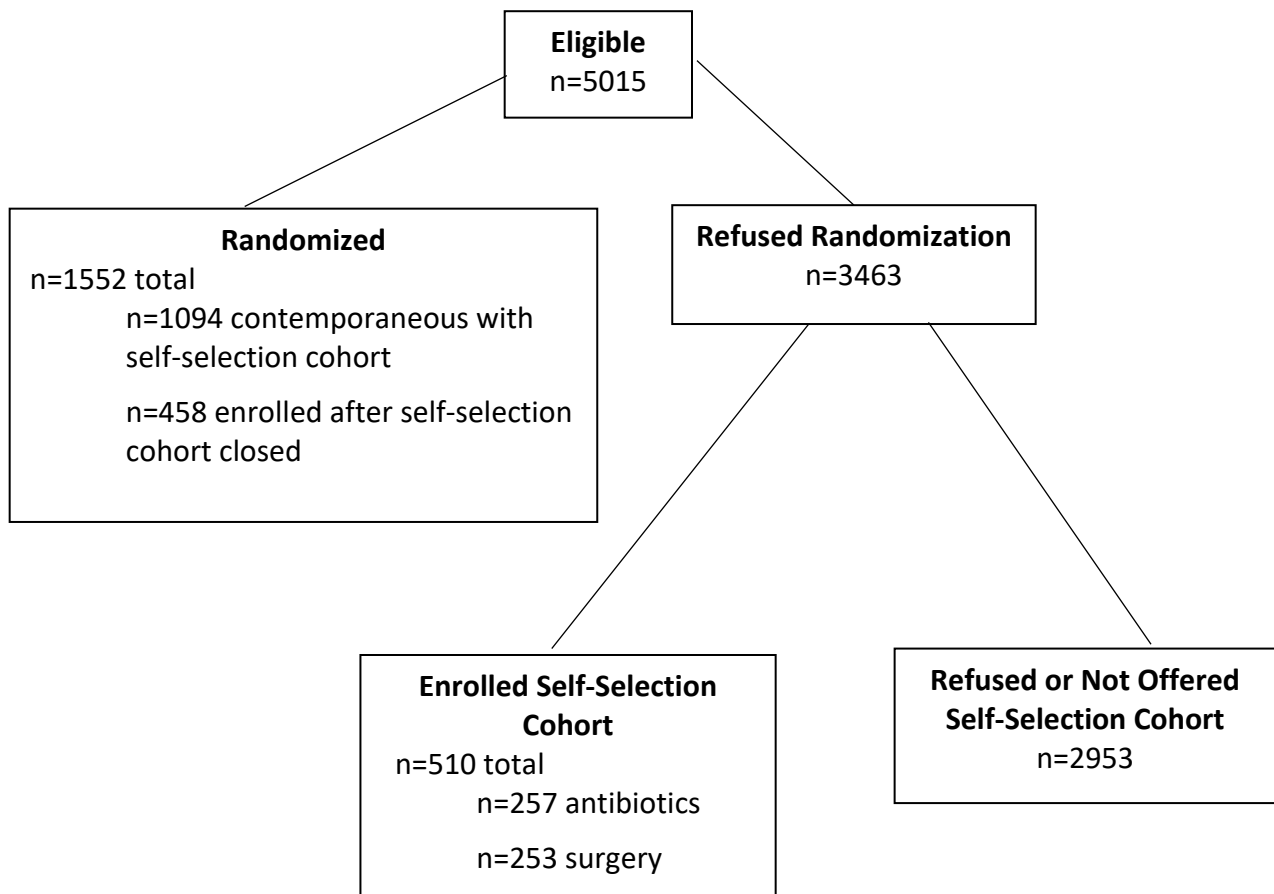 Eligible
n=5015
Randomized
n=1552 total
n=1094 contemporaneous with
self-selection cohort
n=458 enrolled after self-selection
cohort closed
Refused Randomization
n=3463
Enrolled Self-Selection
Cohort
n=510 total
n=257 antibiotics
n=253 surgery
Refused or Not Offered
Self-Selection Cohort
n=2953